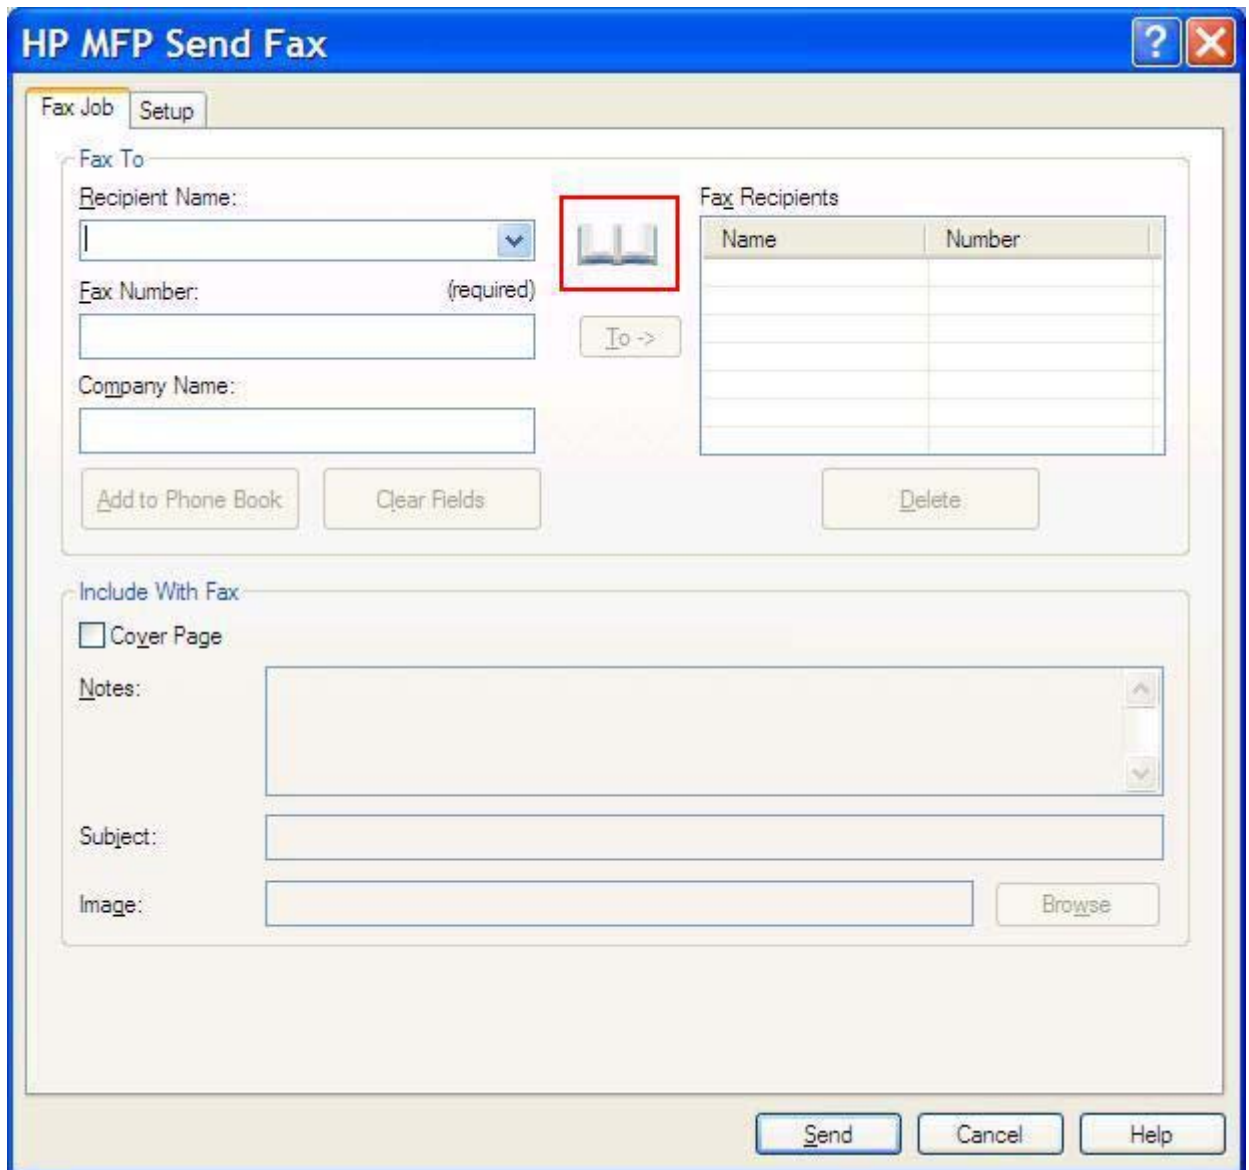 HP MFP Send Fax
?
Fax Job
Setup
Fax To
Recipient Name:
Fax Number: (required)
Company Name:
Add to Phone Book
Clear Fields
To ->
Fax Recipients
Name Number
Delete
Include With Fax
Cover Page
Notes:
Subject:
Image:
Browse
Send
Cancel
Help